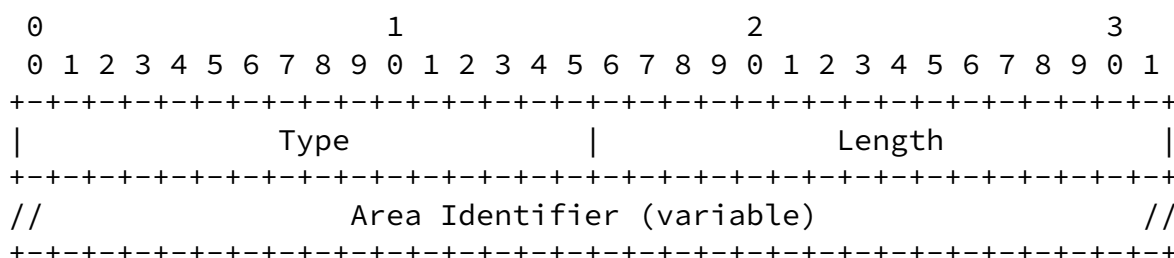 0                   1                   2                   3
 0 1 2 3 4 5 6 7 8 9 0 1 2 3 4 5 6 7 8 9 0 1 2 3 4 5 6 7 8 9 0 1
+-+-+-+-+-+-+-+-+-+-+-+-+-+-+-+-+-+-+-+-+-+-+-+-+-+-+-+-+-+-+-+-+
|              Type             |             Length            |
+-+-+-+-+-+-+-+-+-+-+-+-+-+-+-+-+-+-+-+-+-+-+-+-+-+-+-+-+-+-+-+-+
//                 Area Identifier (variable)                  //
+-+-+-+-+-+-+-+-+-+-+-+-+-+-+-+-+-+-+-+-+-+-+-+-+-+-+-+-+-+-+-+-+